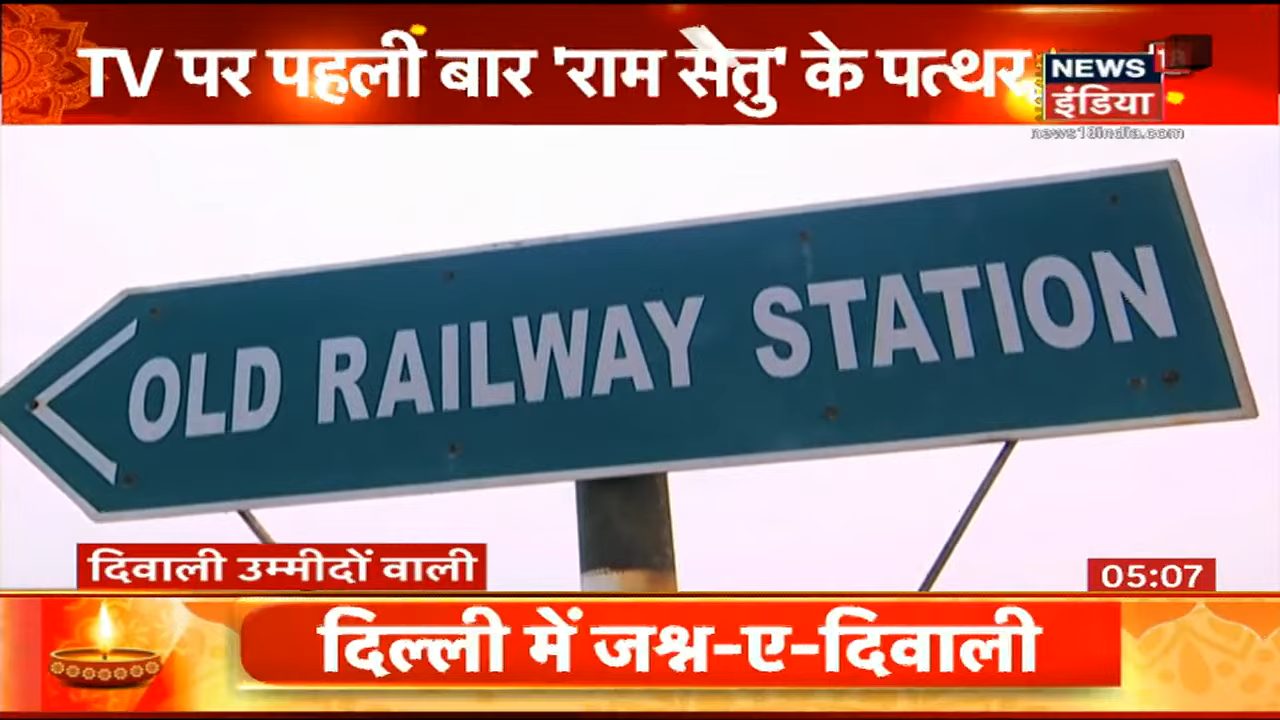 TV पर पहली बार 'राम सेतु' के पत्थर
NEWS
इंडिया
news18india.com
OLD RAILWAY STATION
दिवाली उम्मीदों वाली
05:07
दिल्ली में जश्न-ए-दिवाली